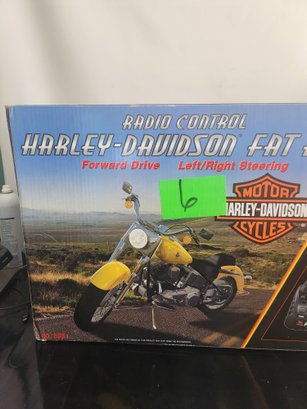 RADIO CONTROL
HARLEY-DAVIDSON FAT
Forward Drive Left/Right Steering
6
MOTOR
HARLEY-DAVIDSON
CYCLES